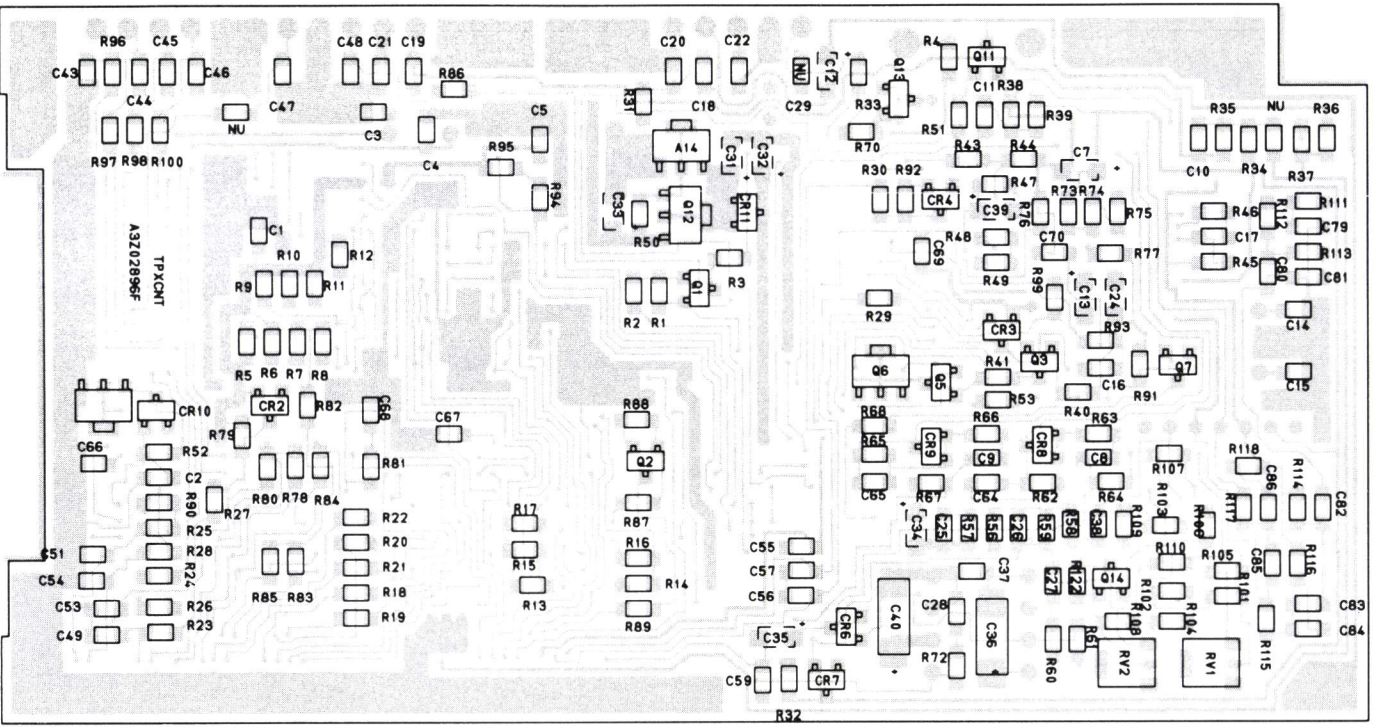 R96 C45
C48 C21 C19
C20 C22
R4 Q11
C43 C46
R86
NU C12
Q13
C44 C47
R31 C18 C29 R33
C11 R38
R51 R39
NU C3
C5
R35 NU R36
R97 R98 R100
C4
R95
A14 C31 C32
R70
R43 R44 C7
C10 R34 R37
R94
C33 Q12 CR11
R50
R30 R92 CR4
R47
C39 R76 R73 R74 R75
R46 R112 R111
C17 C79
R45 C80 R113
C81
A3Z02896F
TPXCNT
C1
R10 R12
R9 R11
R3
Q1
R2 R1
C69 R48 C70 R77
R49
R99 C13 C24
R29
C14
R5 R6 R7 R8
CR3 R93
Q6 Q5 R41 Q3 C16 Q7
R53 R40 R91
C15
CR10
CR2 R82 C68
C67
R88
R79
R68 R66 R63
C66 R52
R65 CR9 C9 CR8 C8
R107
Q2
R81
C2
R80 R78 R84
C65 R67 C64 R62 R64
R118 C86 R114
R90
R27
R87
R103
R117 C82
R25
R22
R17
C34 C25 R57 R56 C26 R59 R58 C38 R109
R28
R20
R16
C51
C55
R15
R110 R105 C85 R116
C54 R24
R21
C57
R14
R13
C37
C27 R122 Q14
R102 R101
R85 R83
R18
C56
C53 R26
R19
R89
C28 C36
C40
C83
C49 R23
CR6
C35
R108 R104
C84
R72
R60 R61
RV2 RV1
R115
C59 CR7
R32